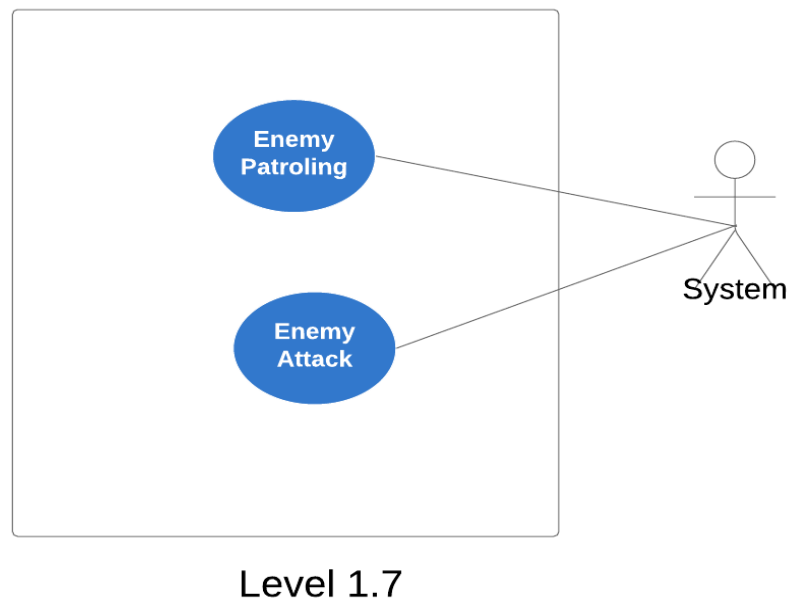 Enemy
Patroling
Enemy
Attack
System
Level 1.7